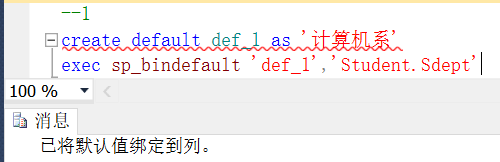 --1
create default def_1 as '计算机系'
exec sp_bindefault 'def_1','Student.Sdept'
100 %
消息
已将默认值绑定到列。